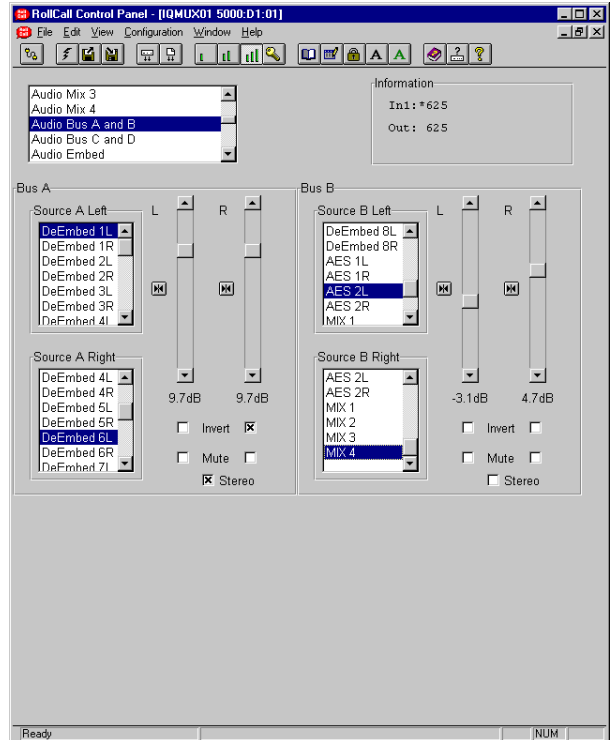 RollCall Control Panel - [IQMUX01 5000:D1:01]
File Edit View Configuration Window Help
A A
Audio Mix 3
Audio Mix 4
Audio Bus A and B
Audio Bus C and D
Audio Embed
Information
In1:*625
Out: 625
Bus A
Source A Left
L
R
DeEmbed 1L
DeEmbed 1R
DeEmbed 2L
DeEmbed 2R
DeEmbed 3L
DeEmbed 3R
DeEmbed 4L
Source A Right
DeEmbed 4L
DeEmbed 4R
DeEmbed 5L
DeEmbed 5R
DeEmbed 6L
DeEmbed 6R
DeEmbed 7L
9.7dB 9.7dB
Invert
Mute
Stereo
Bus B
Source B Left
L
R
DeEmbed 8L
DeEmbed 8R
AES 1L
AES 1R
AES 2L
AES 2R
MIX 1
Source B Right
AES 2L
AES 2R
MIX 1
MIX 2
MIX 3
MIX 4
-3.1dB 4.7dB
Invert
Mute
Stereo
Ready
NUM